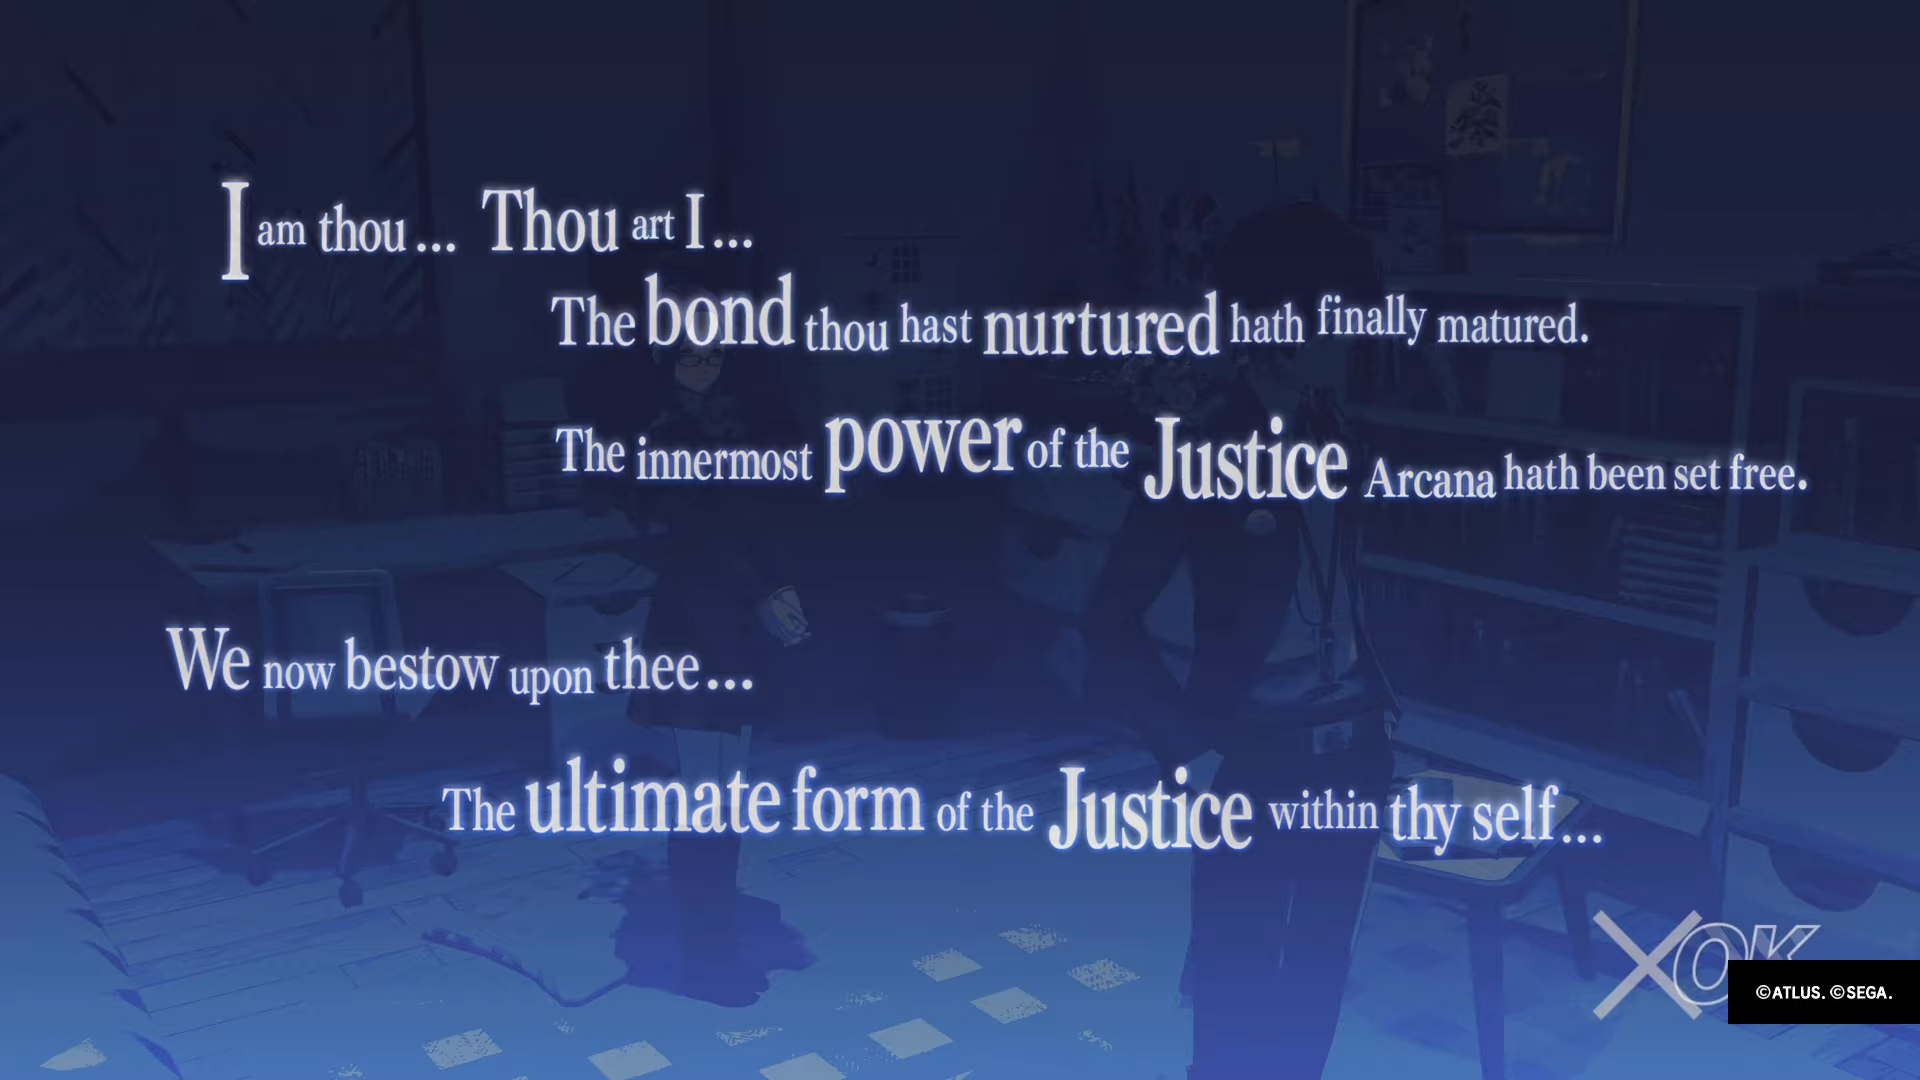 I am thou... Thou art I...
The bond thou hast nurtured hath finally matured.
The innermost power of the Justice Arcana hath been set free.
We now bestow upon thee...
The ultimate form of the Justice within thy self...
OK
©ATLUS. ©SEGA.